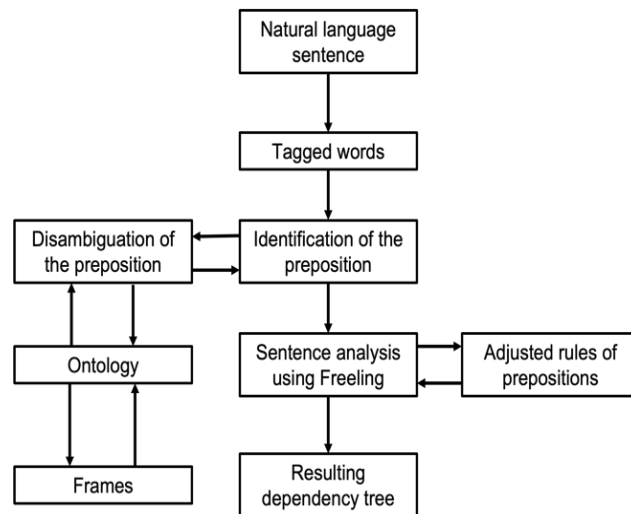 Natural language
sentence
Tagged words
Disambiguation of
the preposition
Identification of the
preposition
Ontology
Sentence analysis
using Freeling
Adjusted rules of
prepositions
Frames
Resulting
dependency tree